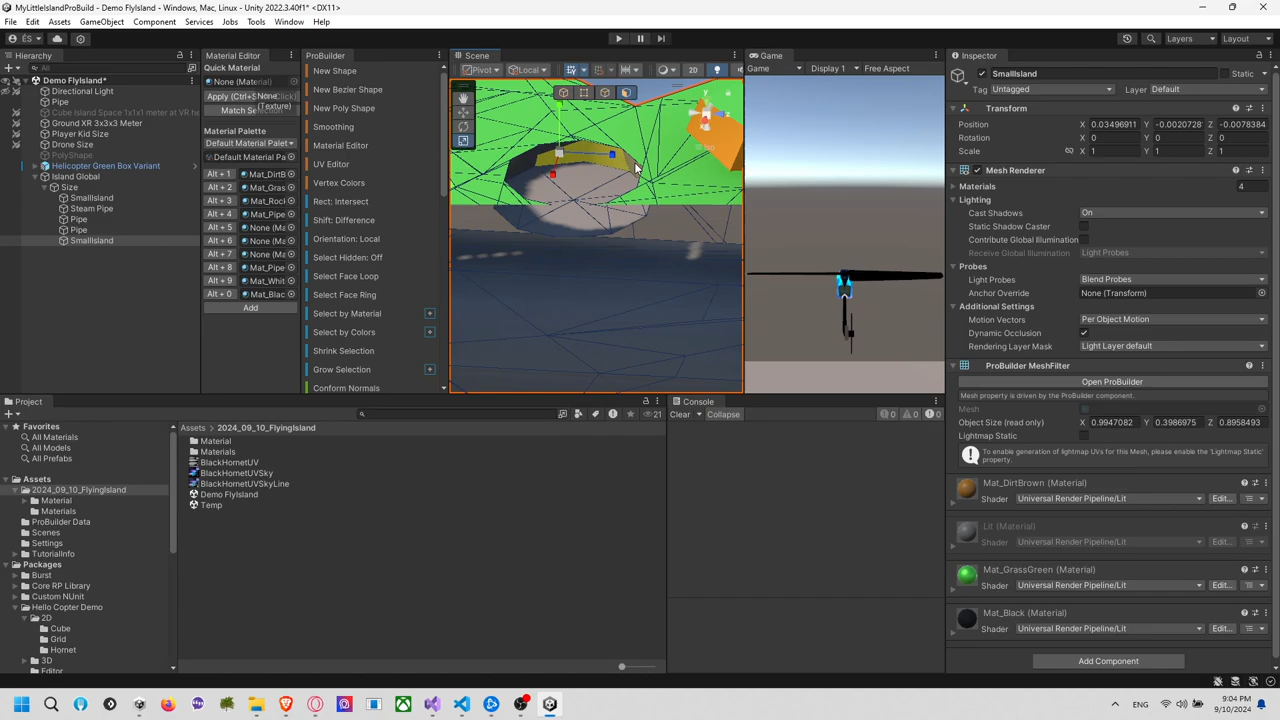 MyLittleIslandProBuild - Demo FlyIsland - Windows, Mac, Linux - Unity 2022.3.40f1* <DX11>
File Edit Assets GameObject Component Services Jobs Tools Window Help
ÉS
Layers
Layout
Hierarchy
All
Demo FlyIsland*
Directional Light
Pipe
Cube Island Space 1x1x1 meter at VR he
Ground XR 3x3x3 Meter
Player Kid Size
Drone Size
PolyShape
Helicopter Green Box Variant
Island Global
Size
SmallIsland
Steam Pipe
Pipe
Pipe
SmallIsland
Material Editor
Quick Material
None (Material)
Apply (Ctrl+S
None
(Texture)
Match Sel
Material Palette
Default Material Palet
Default Material Pa
Alt + 1 Mat_DirtB
Alt + 2 Mat_Gras
Alt + 3 Mat_Roc
Alt + 4 Mat_Pipe
Alt + 5 None (Ma
Alt + 6 None (Ma
Alt + 7 None (Ma
Alt + 8 Mat_Pipe
Alt + 9 Mat_Whit
Alt + 0 Mat_Blac
Add
ProBuilder
New Shape
New Bezier Shape
New Poly Shape
Smoothing
Material Editor
UV Editor
Vertex Colors
Rect: Intersect
Shift: Difference
Orientation: Local
Select Hidden: Off
Select Face Loop
Select Face Ring
Select by Material
Select by Colors
Shrink Selection
Grow Selection
Conform Normals
Scene
Pivot
Local
2D
y
z
Iso
Game
Game Display 1 Free Aspect
Inspector
SmallIsland Static
Tag Untagged Layer Default
Transform
Position X 0.03496911 Y -0.0020728 Z -0.0078384
Rotation X 0 Y 0 Z 0
Scale X 1 Y 1 Z 1
Mesh Renderer
Materials 4
Lighting
Cast Shadows On
Static Shadow Caster
Contribute Global Illumination
Receive Global Illumination Light Probes
Probes
Light Probes Blend Probes
Anchor Override None (Transform)
Additional Settings
Motion Vectors Per Object Motion
Dynamic Occlusion
Rendering Layer Mask Light Layer default
ProBuilder MeshFilter
Open ProBuilder
Mesh property is driven by the ProBuilder component.
Mesh
Object Size (read only) X 0.9947082 Y 0.3986975 Z 0.8958493
Lightmap Static
To enable generation of lightmap UVs for this Mesh, please enable the 'Lightmap Static'
property.
Mat_DirtBrown (Material)
Shader Universal Render Pipeline/Lit Edit...
Lit (Material)
Shader Universal Render Pipeline/Lit Edit...
Mat_GrassGreen (Material)
Shader Universal Render Pipeline/Lit Edit...
Mat_Black (Material)
Shader Universal Render Pipeline/Lit Edit...
Add Component
Project
21
Favorites
All Materials
All Models
All Prefabs
Assets
2024_09_10_FlyingIsland
Material
Materials
ProBuilder Data
Scenes
Settings
TutorialInfo
Packages
Burst
Core RP Library
Custom NUnit
Hello Copter Demo
2D
Cube
Grid
Hornet
3D
Editor
Assets > 2024_09_10_FlyingIsland
Material
Materials
BlackHornetUV
BlackHornetUVSky
BlackHornetUVSkyLine
Demo FlyIsland
Temp
Console
Clear Collapse
0 0 0
ENG
9:04 PM
9/10/2024